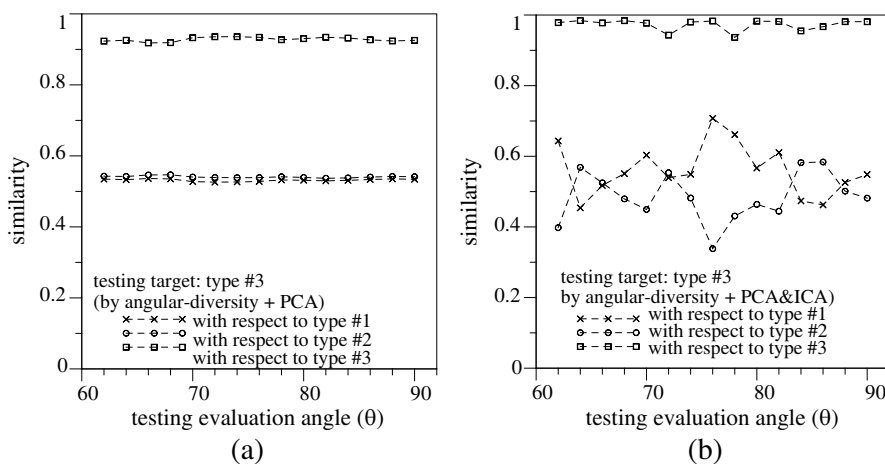 1
0.8
0.6
0.4
0.2
0
similarity
testing target: type #3
(by angular-diversity + PCA)
with respect to type #1
with respect to type #2
with respect to type #3
60 70 80 90
testing evaluation angle (θ)
(a)
1
0.8
0.6
0.4
0.2
0
similarity
testing target: type #3
by angular-diversity + PCA&ICA)
with respect to type #1
with respect to type #2
with respect to type #3
60 70 80 90
testing evaluation angle (θ)
(b)